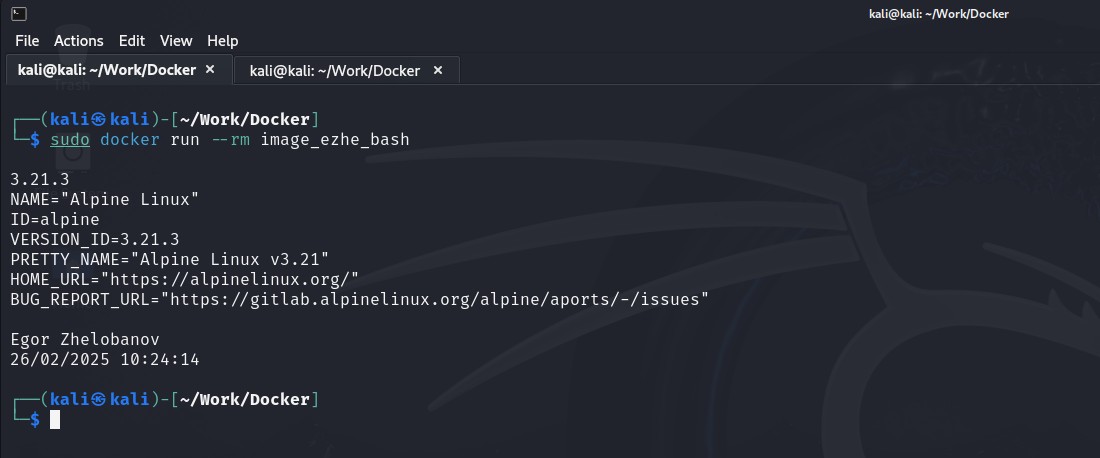 kali@kali: ~/Work/Docker
File Actions Edit View Help
kali@kali: ~/Work/Docker × kali@kali: ~/Work/Docker ×
Trash
┌──(kali㉿kali)-[~/Work/Docker]
└─$ sudo docker run --rm image_ezhe_bash
3.21.3
NAME="Alpine Linux"
ID=alpine
VERSION_ID=3.21.3
PRETTY_NAME="Alpine Linux v3.21"
HOME_URL="https://alpinelinux.org/"
BUG_REPORT_URL="https://gitlab.alpinelinux.org/alpine/aports/-/issues"
Egor Zhelobanov
26/02/2025 10:24:14
┌──(kali㉿kali)-[~/Work/Docker]
└─$